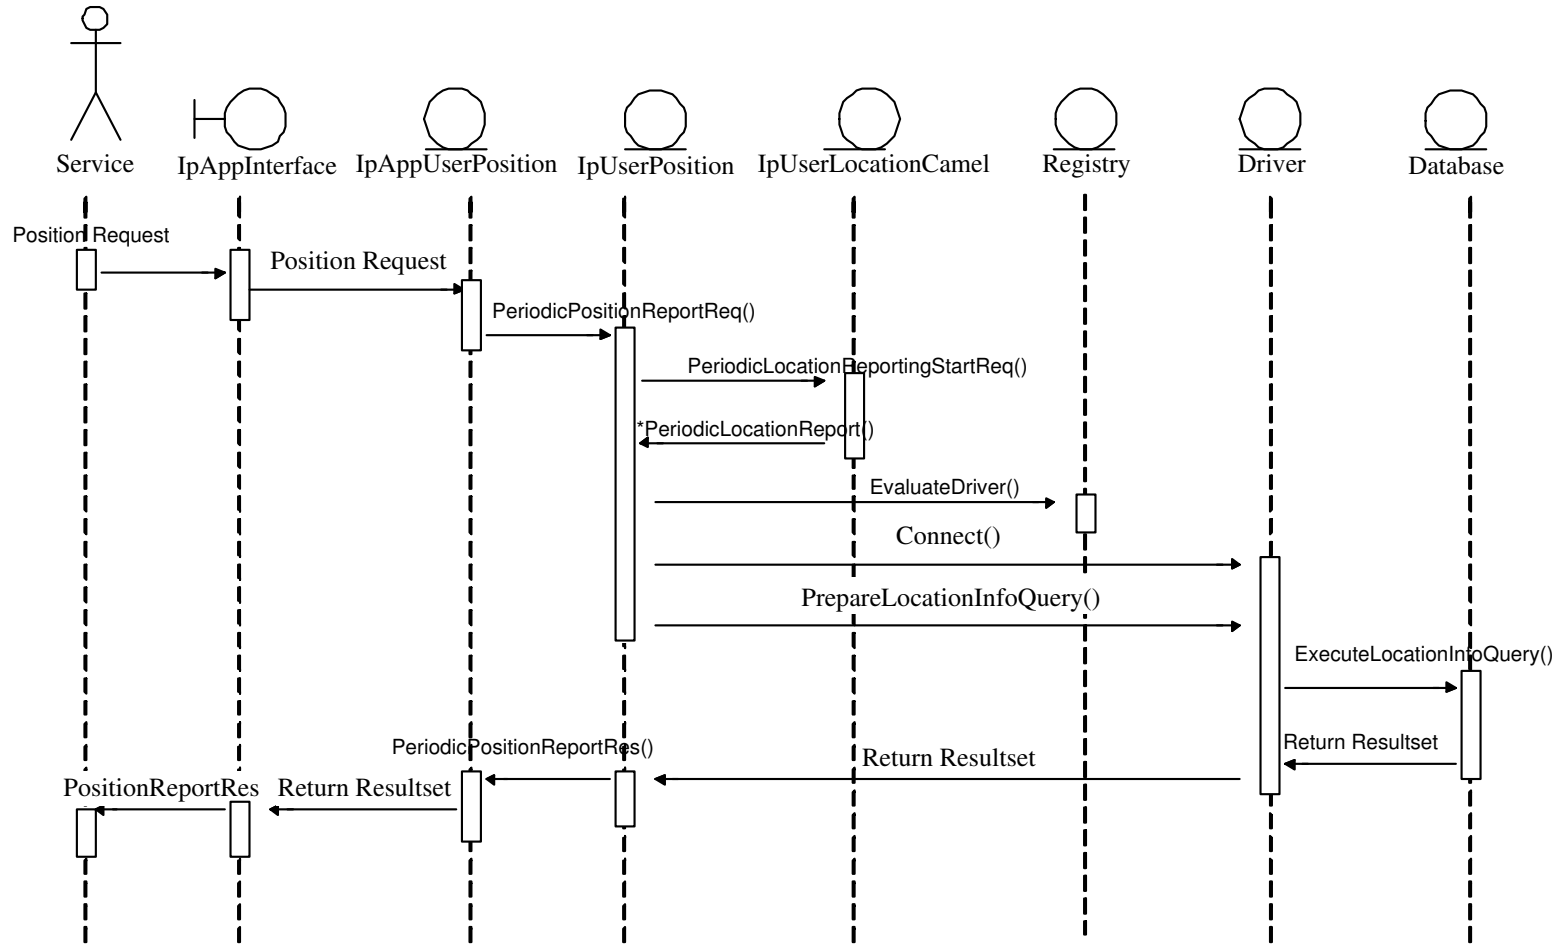 Service
IpAppInterface
IpAppUserPosition
IpUserPosition
IpUserLocationCamel
Registry
Driver
Database
Position Request
Position Request
PeriodicPositionReportReq()
PeriodicLocationReportingStartReq()
*PeriodicLocationReport()
EvaluateDriver()
Connect()
PrepareLocationInfoQuery()
ExecuteLocationInfoQuery()
Return Resultset
Return Resultset
PeriodicPositionReportRes()
Return Resultset
PositionReportRes